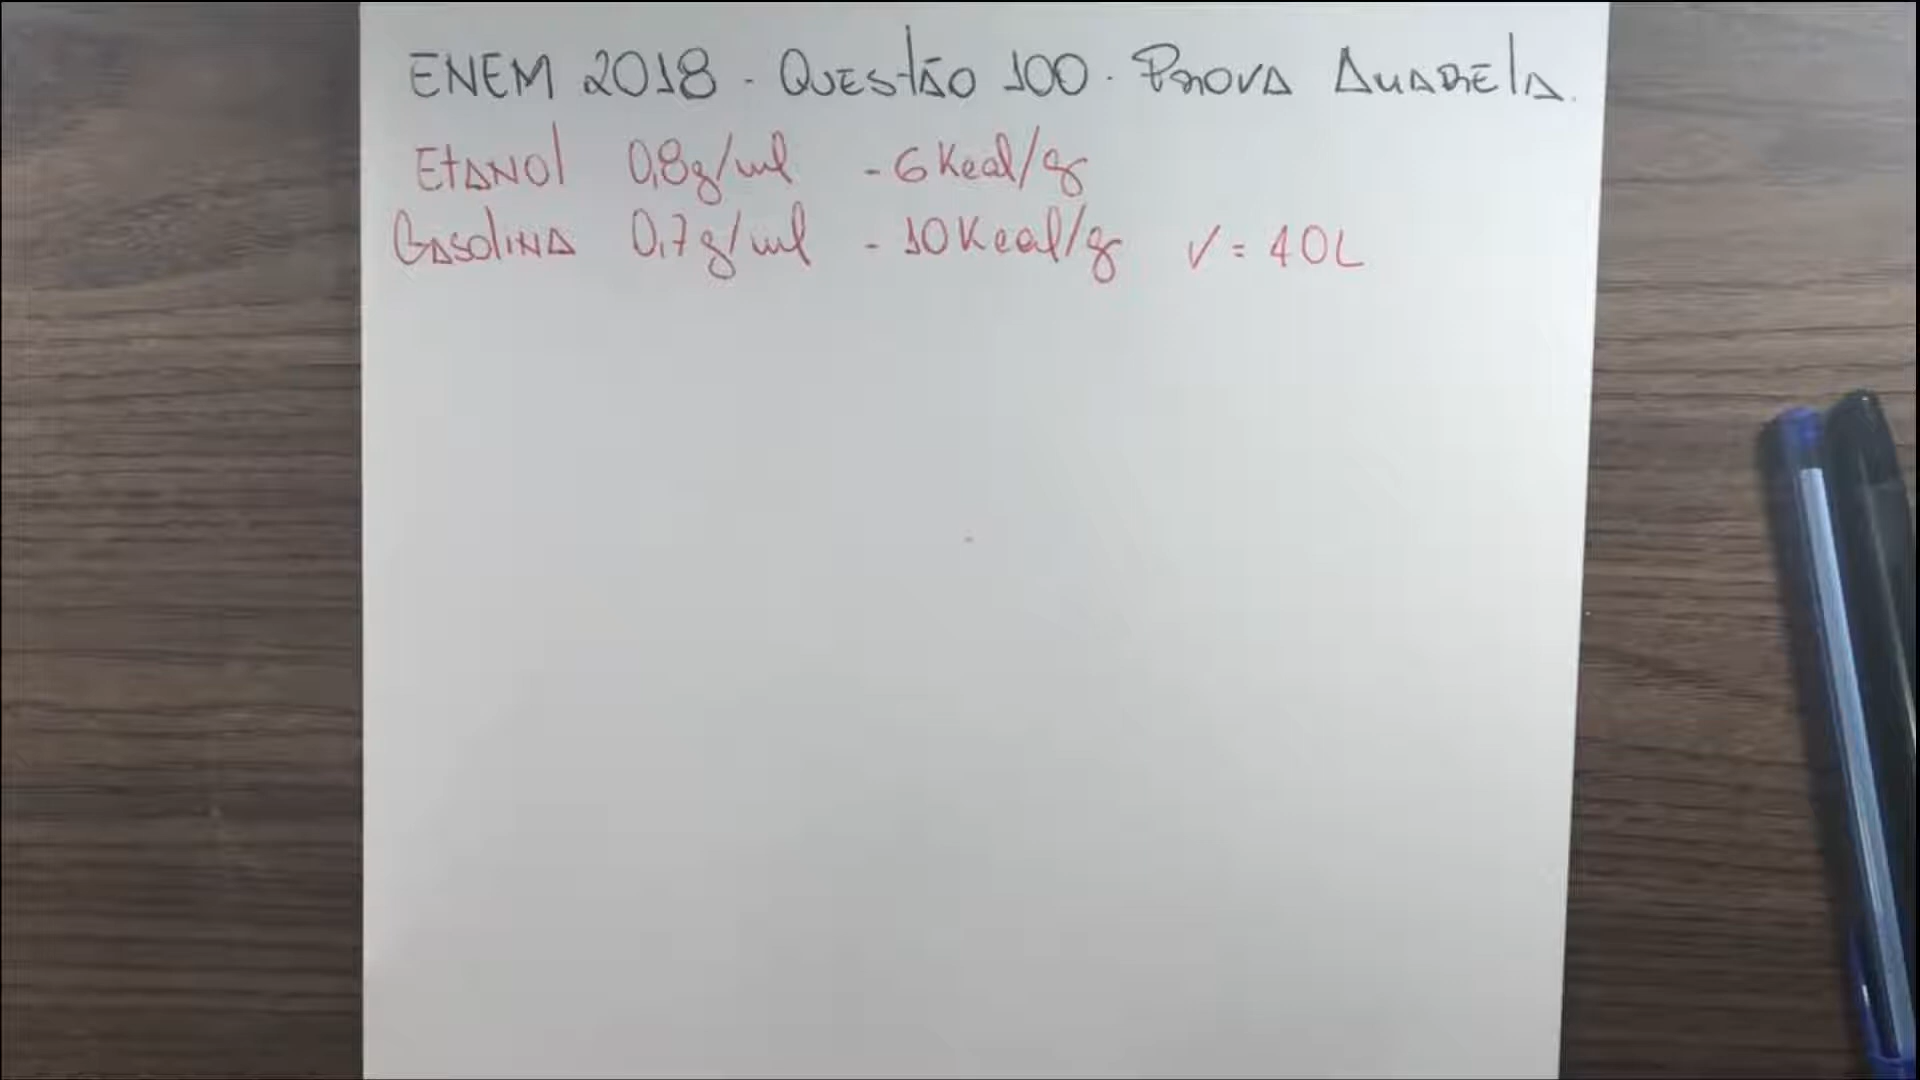 ENEM 2018 - Questão 100 - Prova Amarela.
Etanol 0,8g/ml - 6Kcal/g
Gasolina 0,7g/ml - 10Kcal/g V = 40L